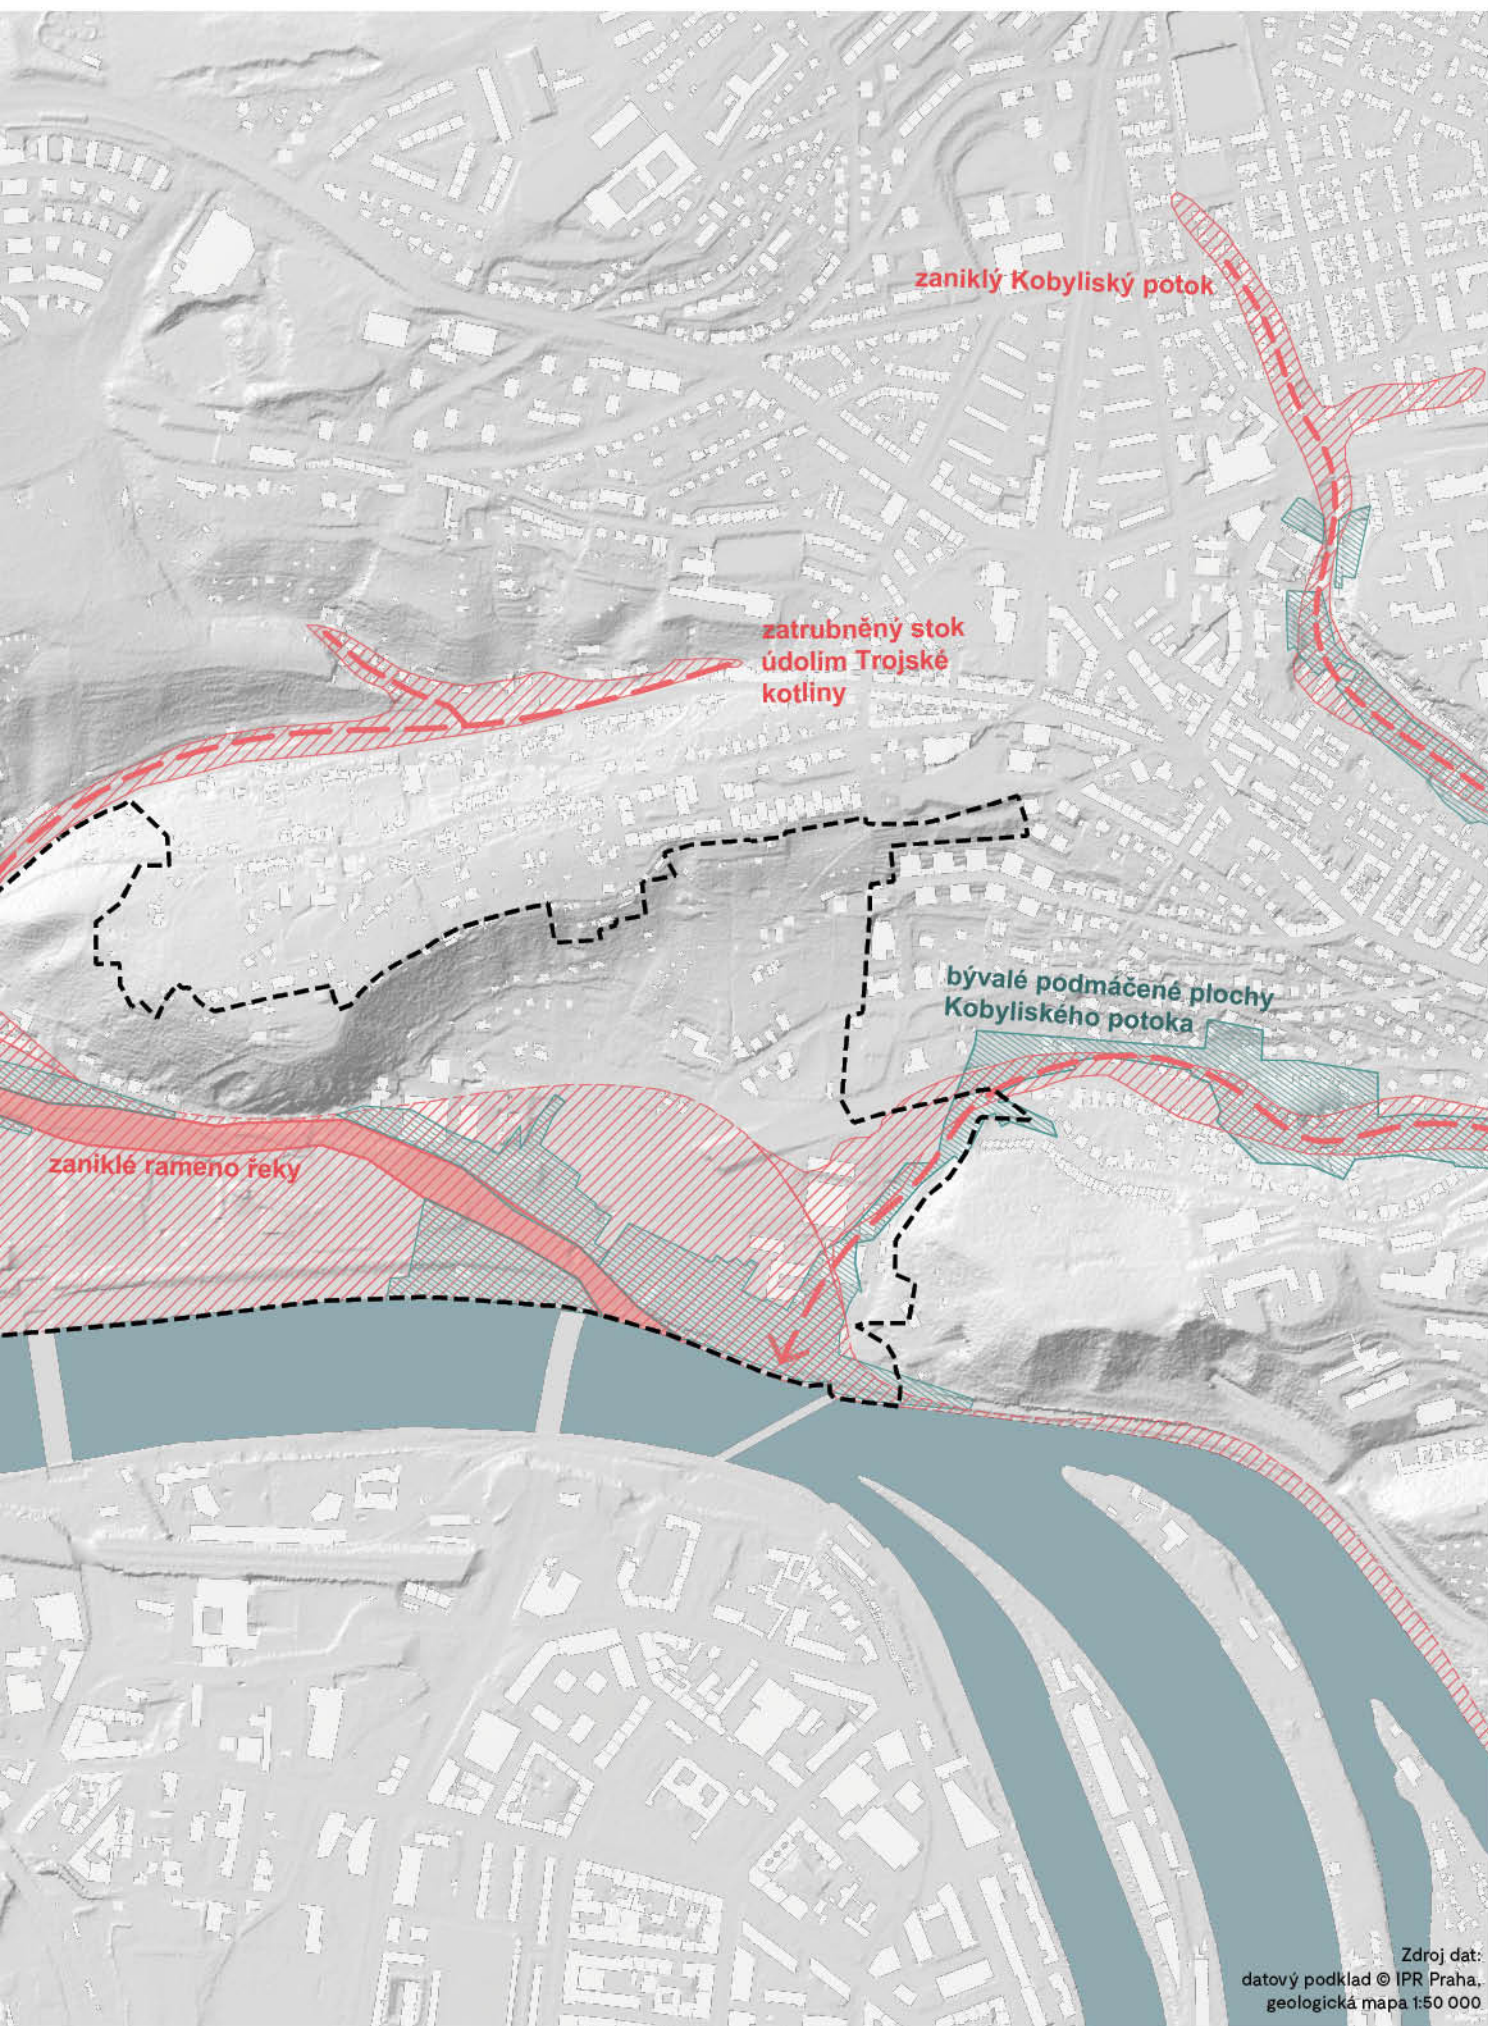 zaniklý Kobyliský potok
zatrubněný stok
údolím Trojské
kotliny
bývalé podmáčené plochy
Kobyliského potoka
zaniklé rameno řeky
Zdroj dat:
datový podklad © IPR Praha,
geologická mapa 1:50 000